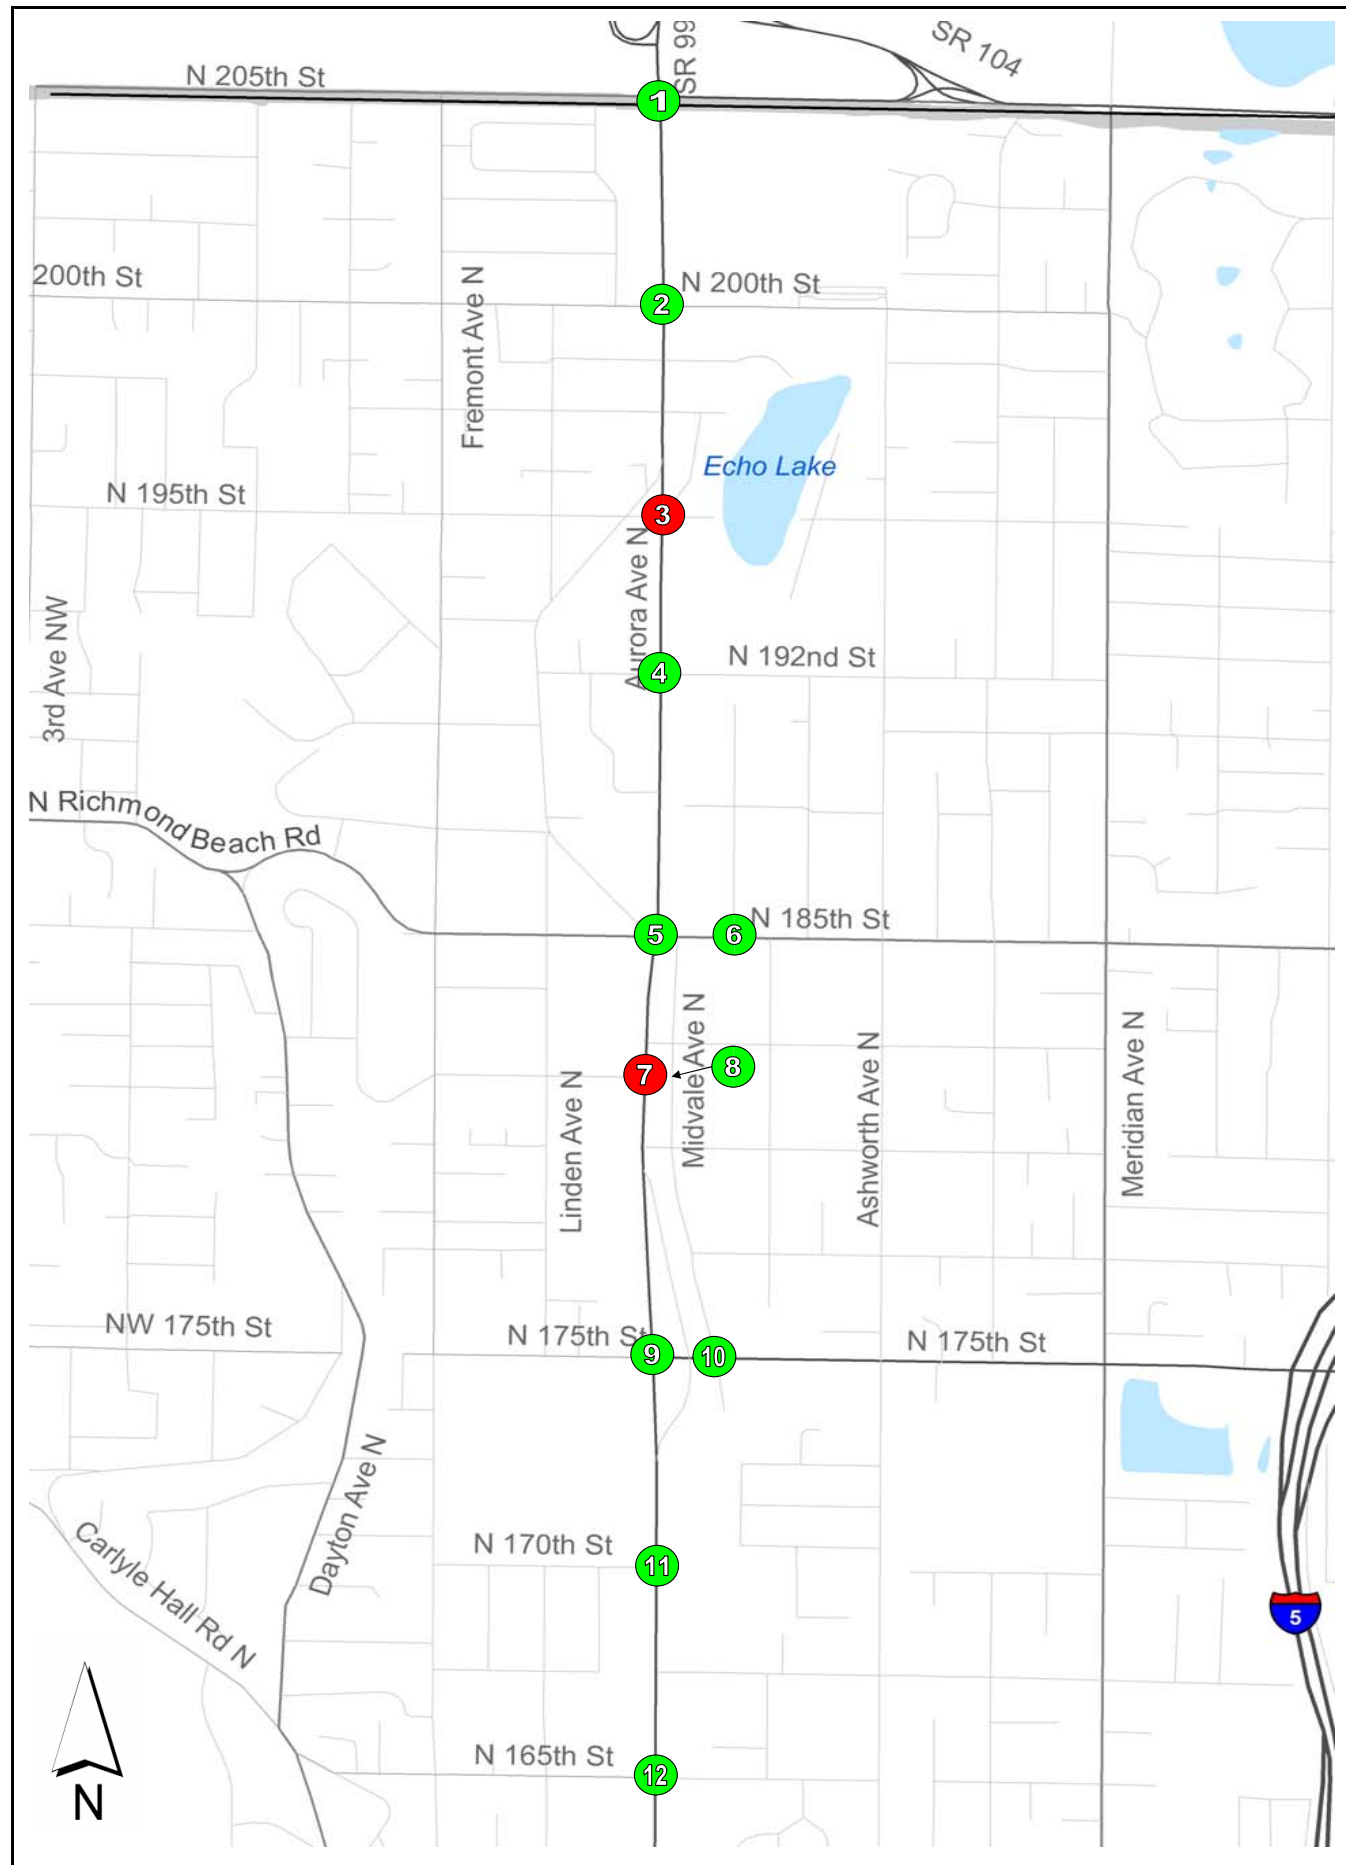 SR 99
SR 104
N 205th St
1
200th St
N 200th St
2
Fremont Ave N
Echo Lake
N 195th St
3
Aurora Ave N
3rd Ave NW
N 192nd St
4
N Richmond Beach Rd
5
6
N 185th St
7
8
Midvale Ave N
Linden Ave N
Ashworth Ave N
Meridian Ave N
NW 175th St
N 175th St
9
10
N 175th St
Dayton Ave N
Carlyle Hall Rd N
N 170th St
11
5
N 165th St
12
N